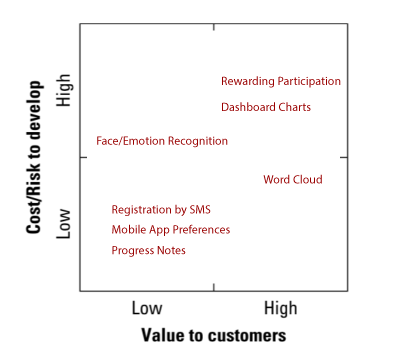 Cost/Risk to develop
High
Low
Rewarding Participation
Dashboard Charts
Face/Emotion Recognition
Word Cloud
Registration by SMS
Mobile App Preferences
Progress Notes
Low
High
Value to customers